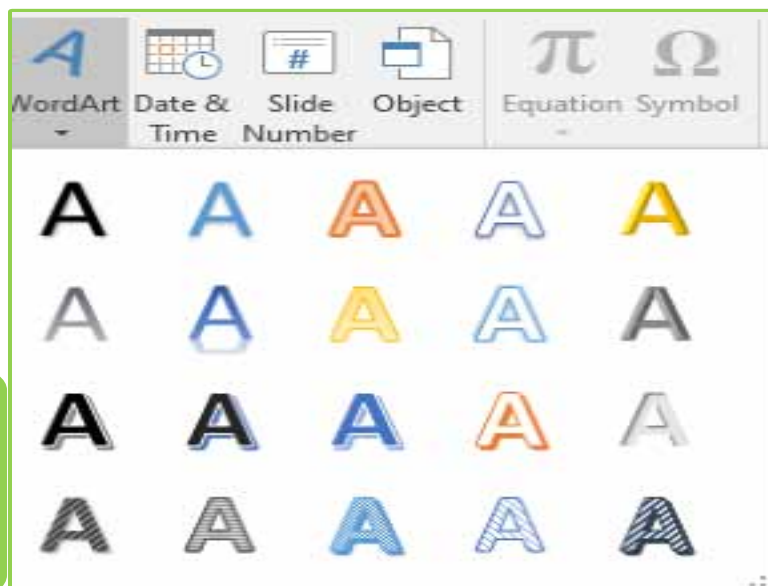 A # π Ω
WordArt Date & Slide Object Equation Symbol
Time Number
A A A A A
A A A A A
A A A A A
A A A A A